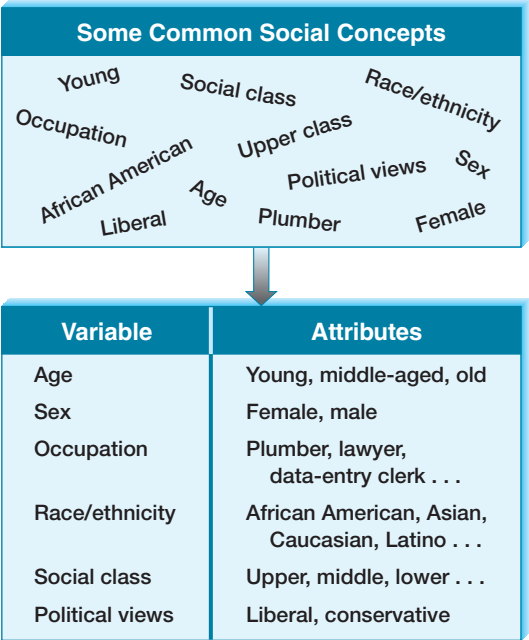 Some Common Social Concepts
Young
Social class
Race/ethnicity
Occupation
Upper class
African American
Age
Political views
Sex
Liberal
Plumber
Female
Variable Attributes
Age Young, middle-aged, old
Sex Female, male
Occupation Plumber, lawyer,
data-entry clerk . . .
Race/ethnicity African American, Asian,
Caucasian, Latino . . .
Social class Upper, middle, lower . . .
Political views Liberal, conservative